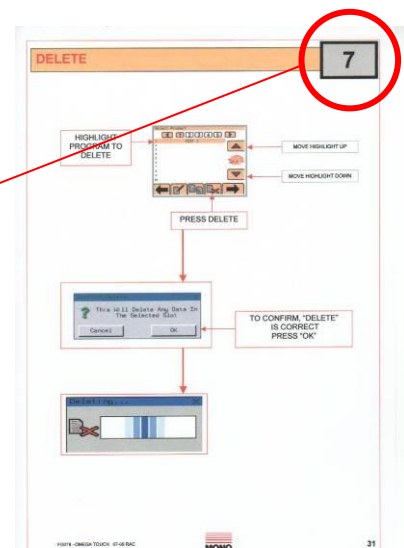 DELETE
7
HIGHLIGHT
PROGRAM TO
DELETE
MOVE HIGHLIGHT UP
MOVE HIGHLIGHT DOWN
PRESS DELETE
This Will Delete Any Data In
The Selected Slot
Cancel
OK
TO CONFIRM, "DELETE"
IS CORRECT
PRESS "OK"
Deleting...
MONO
31